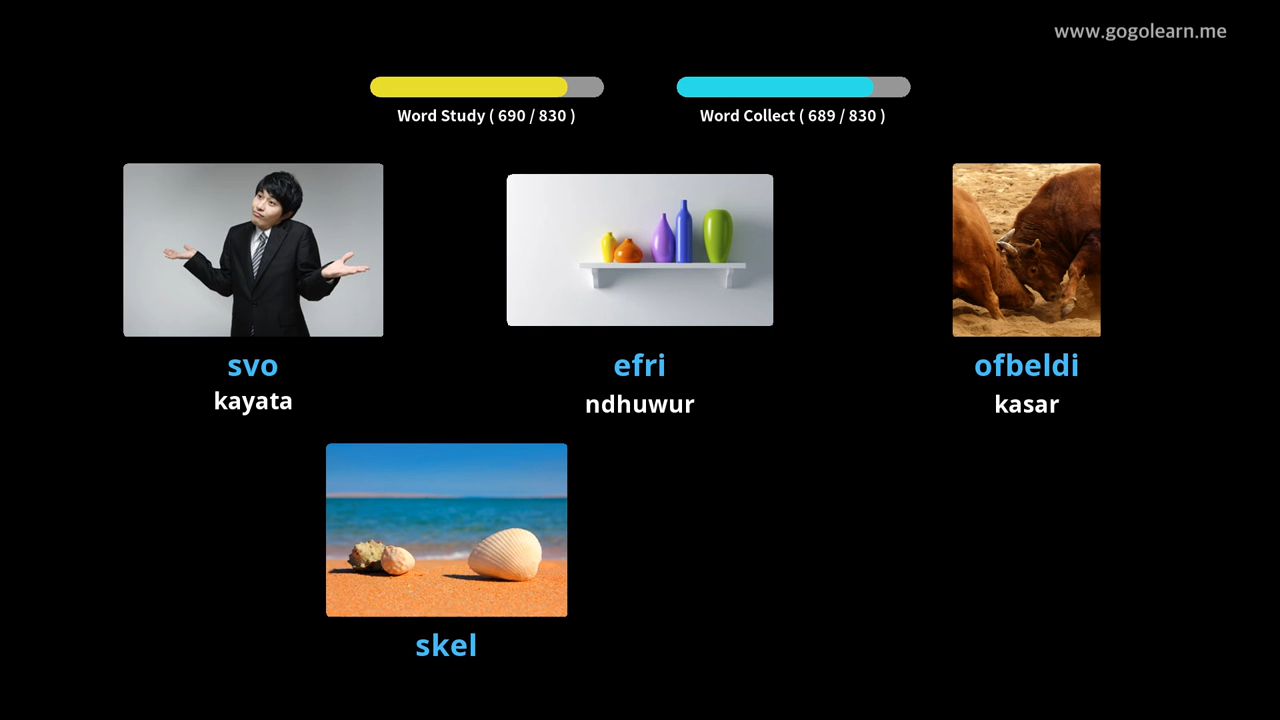 www.gogolearn.me
Word Study ( 690 / 830 )
Word Collect ( 689 / 830 )
svo
kayata
efri
ndhuwur
ofbeldi
kasar
skel